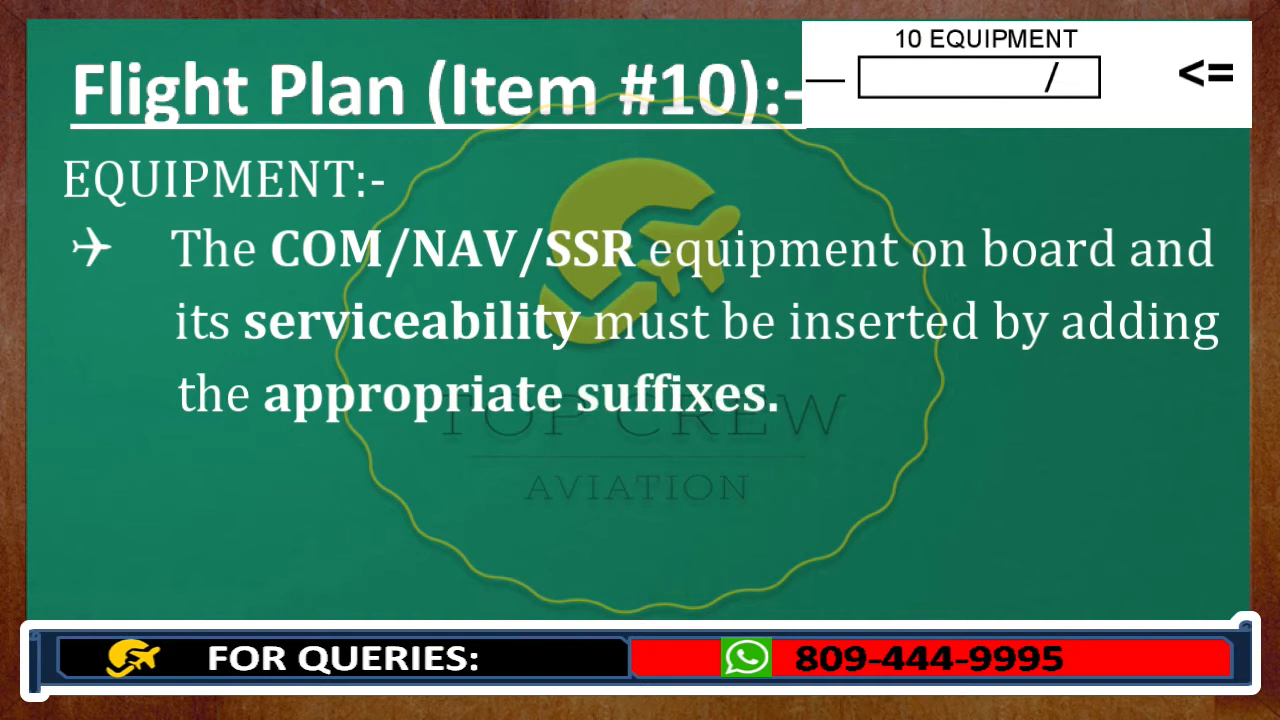 Flight Plan (Item #10):-
10 EQUIPMENT
/
<=
EQUIPMENT:-
The COM/NAV/SSR equipment on board and
its serviceability must be inserted by adding
the appropriate suffixes.
TOP CREW
AVIATION
FOR QUERIES:
809-444-9995